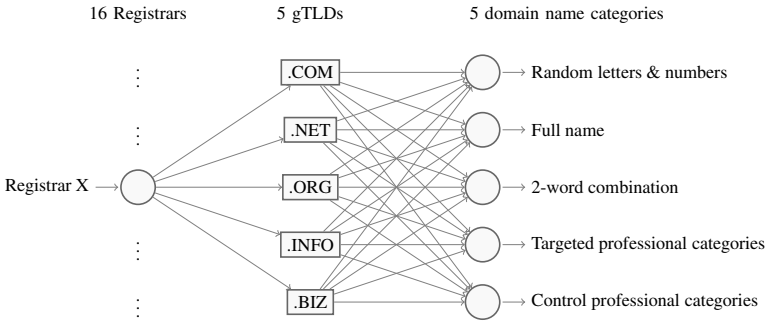 16 Registrars 5 gTLDs 5 domain name categories
.COM Random letters & numbers
.NET Full name
Registrar X .ORG 2-word combination
.INFO Targeted professional categories
.BIZ Control professional categories